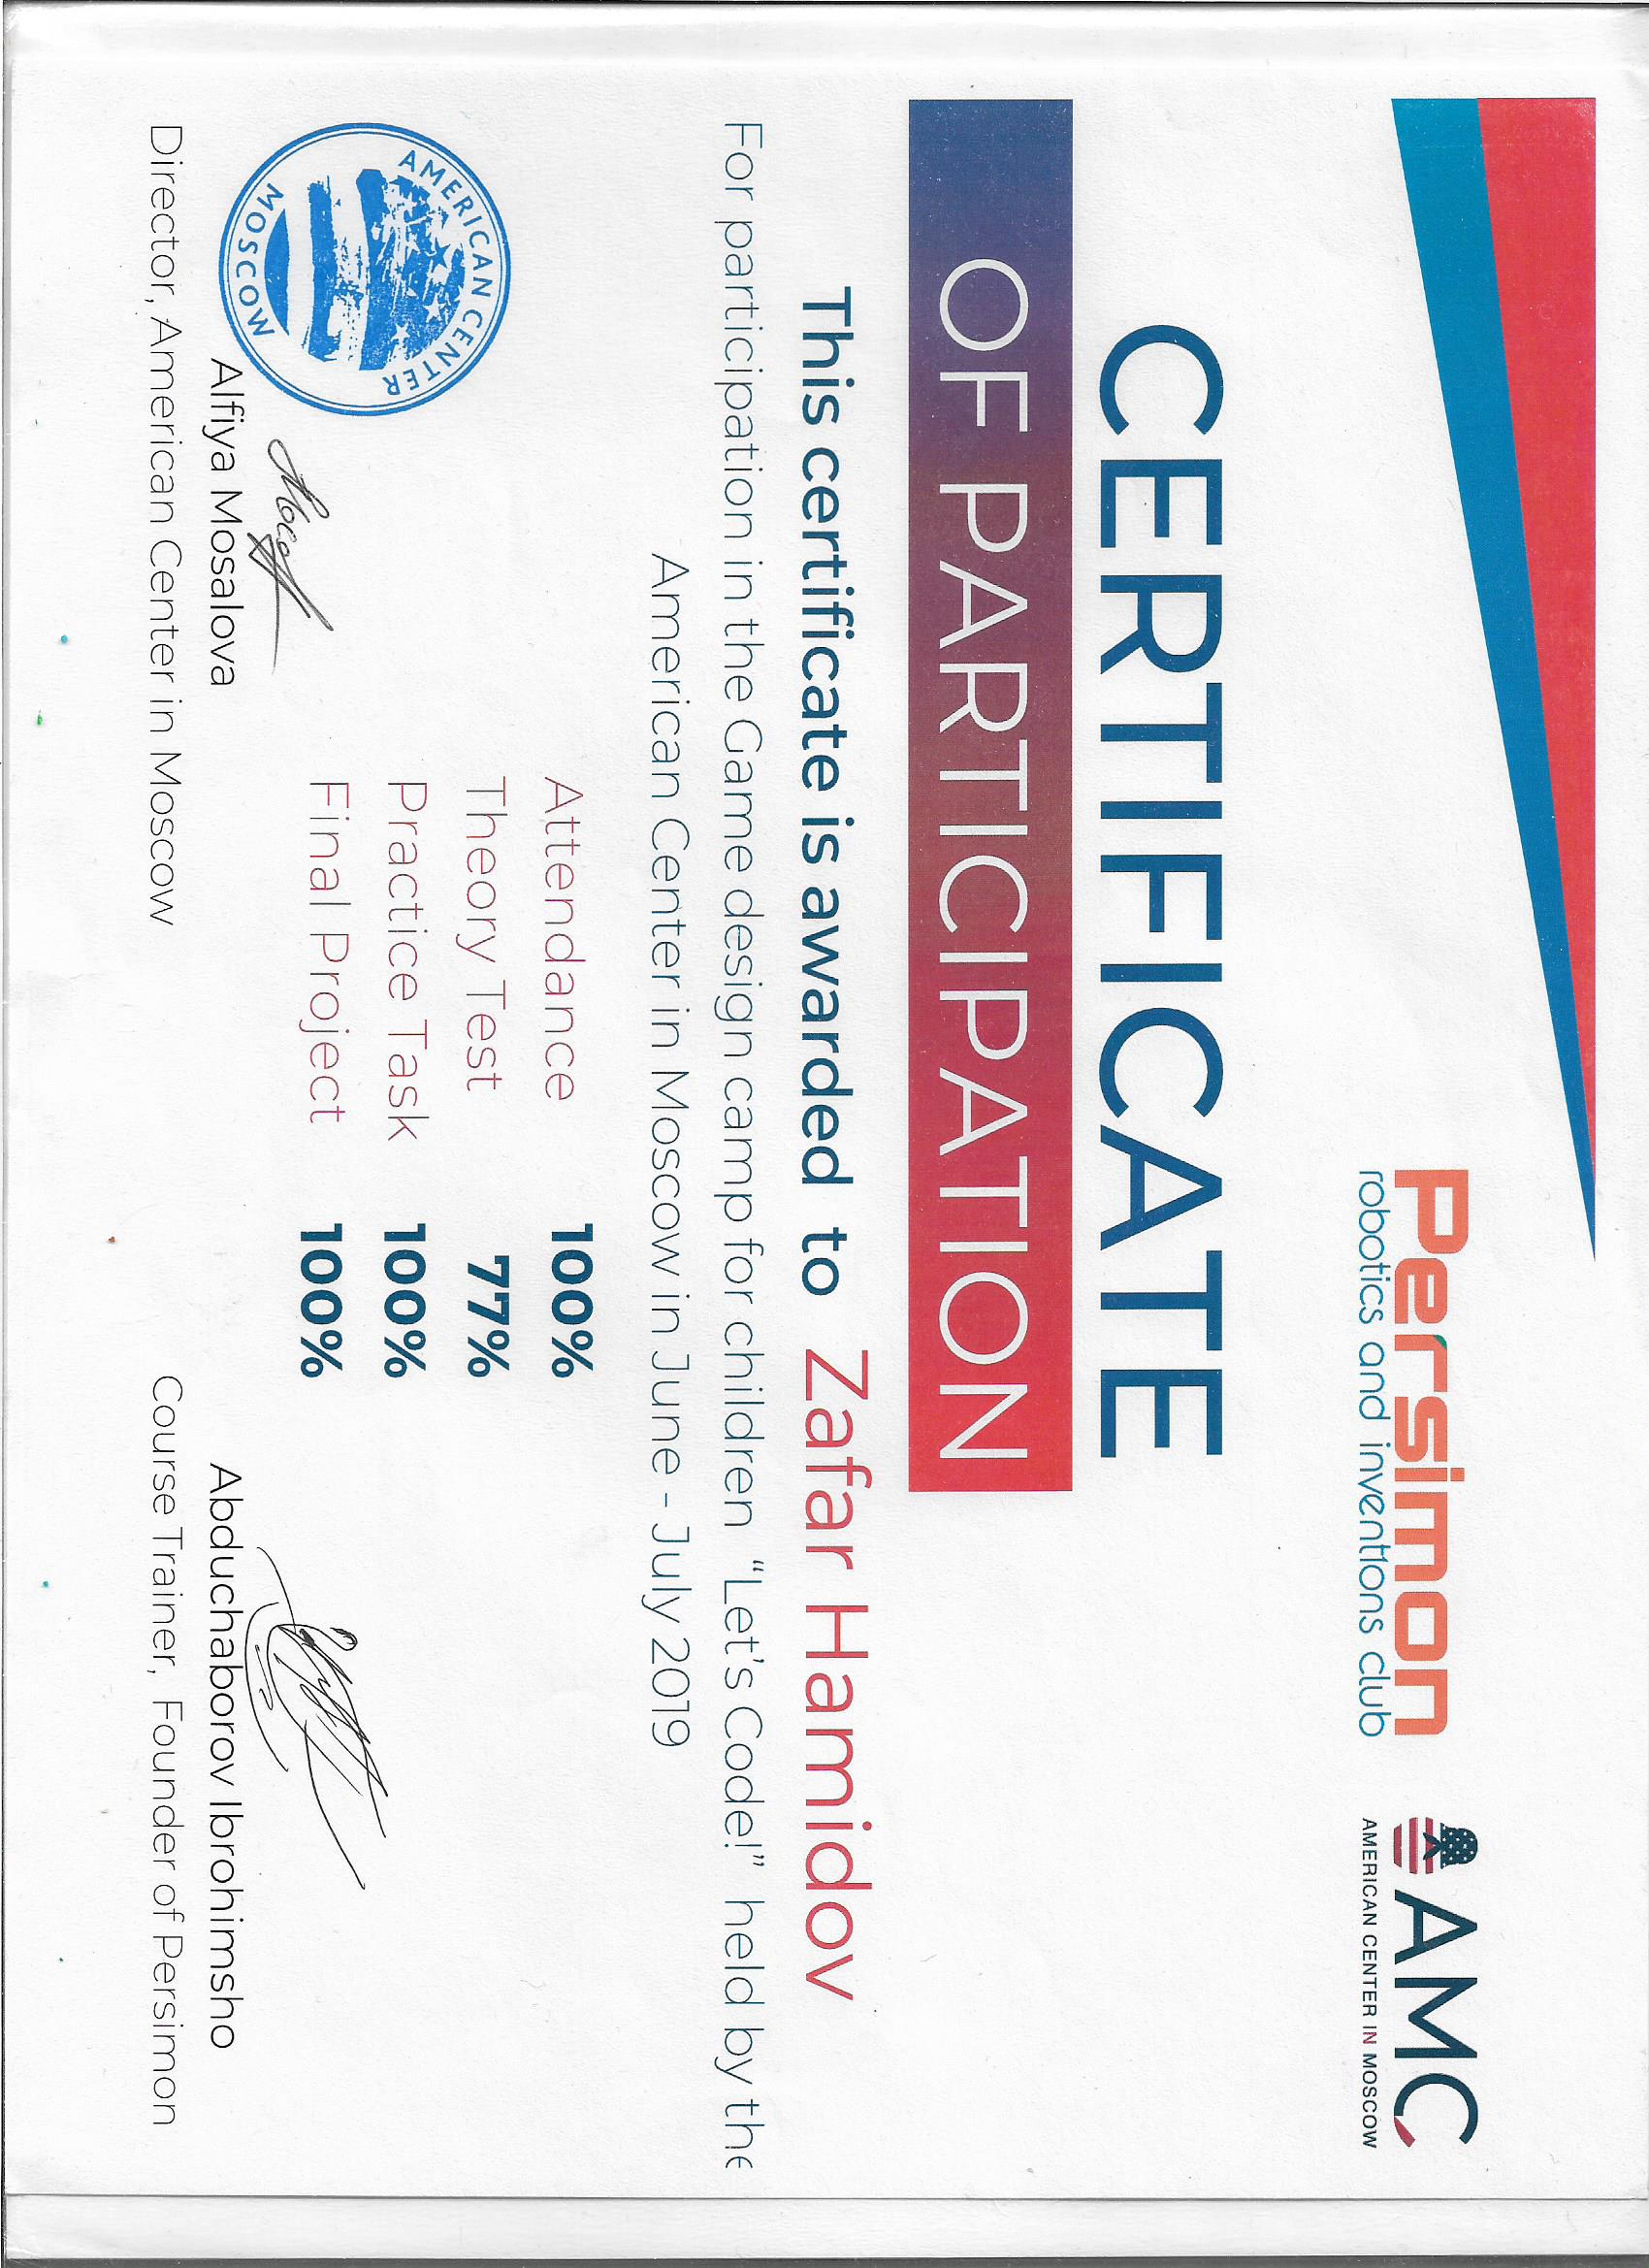 Persimon
robotics and inventions club
AMC
AMERICAN CENTER IN MOSCOW
CERTIFICATE
OF PARTICIPATION
This certificate is awarded to Zafar Hamidov
For participation in the Game design camp for children “Let’s Code!” held by the
American Center in Moscow in June - July 2019
Attendance 100%
Theory Test 77%
Practice Task 100%
Final Project 100%
AMERICAN CENTER
MOSCOW
Alfiya Mosalova
Director, American Center in Moscow
Abduchaborov Ibrohimsho
Course Trainer, Founder of Persimon